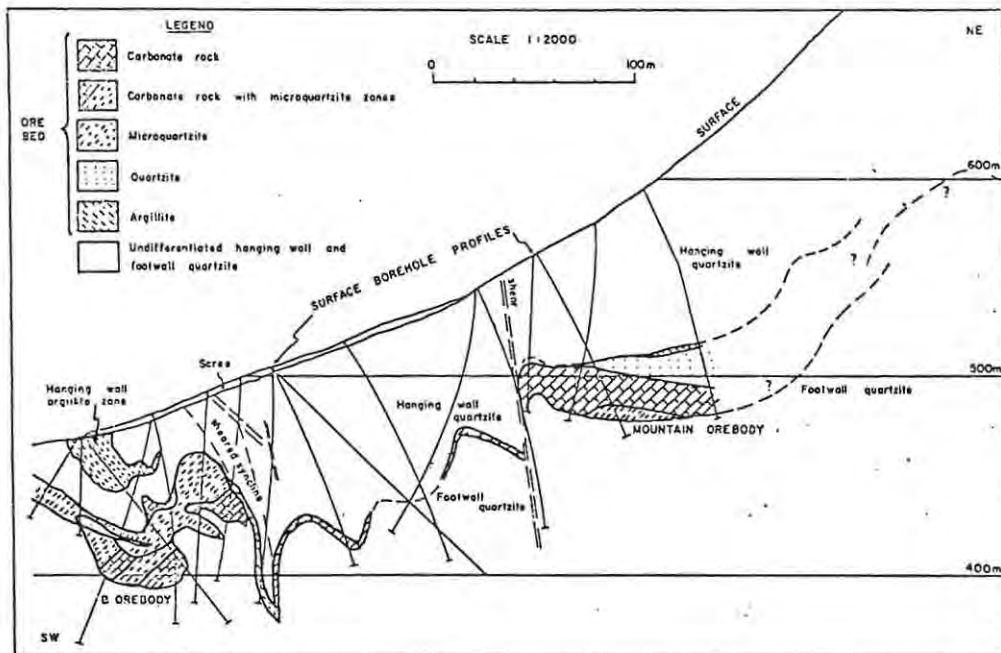 LEGEND
Carbonate rock
Carbonate rock with microquartzite zones
ORE
BED
Microquartzite
Quartzite
Argillite
Undifferentiated hanging wall and
footwall quartzite
SCALE 1:2000
0
100m
NE
SURFACE
600m
SURFACE BOREHOLE PROFILES
Hanging wall
quartzite
?
?
?
shear
Scree
Hanging wall
argillite zone
sheared syncline
Hanging wall
quartzite
500m
?
Footwall
quartzite
MOUNTAIN OREBODY
Footwall
quartzite
400m
B OREBODY
SW